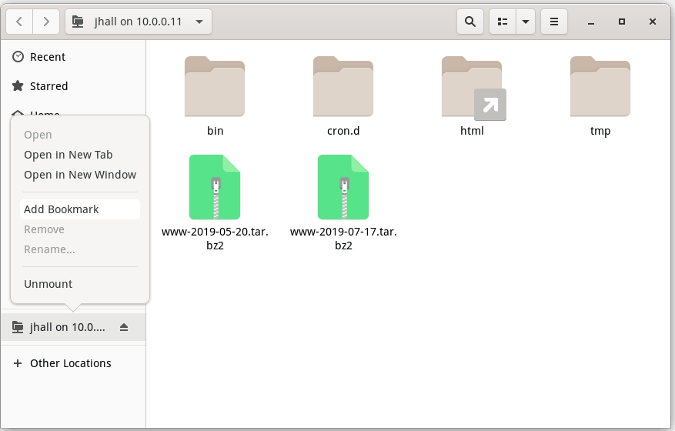 jhall on 10.0.0.11
Recent
Starred
Home
Open
Open in New Tab
Open in New Window
Add Bookmark
Remove
Rename...
Unmount
jhall on 10.0....
Other Locations
bin
cron.d
html
tmp
www-2019-05-20.tar.
bz2
www-2019-07-17.tar.
bz2